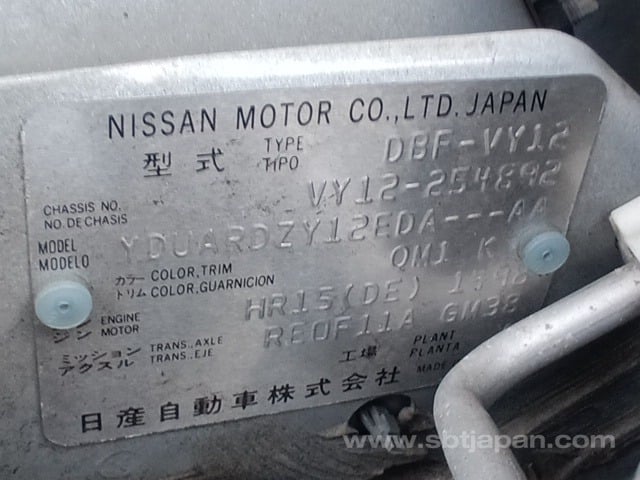 NISSAN MOTOR CO.,LTD. JAPAN
型式 TYPE TIPO DBF-VY12
CHASSIS NO. NO. DE CHASIS VY12-254892
MODEL MODELO YDUARDZY12EDA---AA
カラー トリム COLOR, TRIM COLOR, GUARNICION QM1 K
ジン ENGINE MOTOR HR15(DE) 1498
ミッション アクスル TRANS., AXLE TRANS., EJE RE0F11A GM38
工場 PLANT PLANTA
MADE
日産自動車株式会社
www.sbtjapan.com